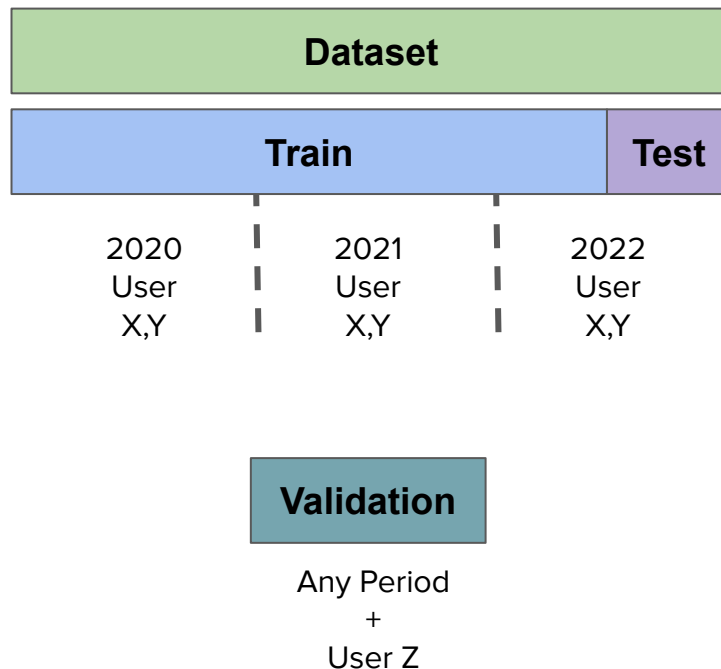 Dataset
Train Test
2020 2021 2022
User User User
X,Y X,Y X,Y
Validation
Any Period
+
User Z